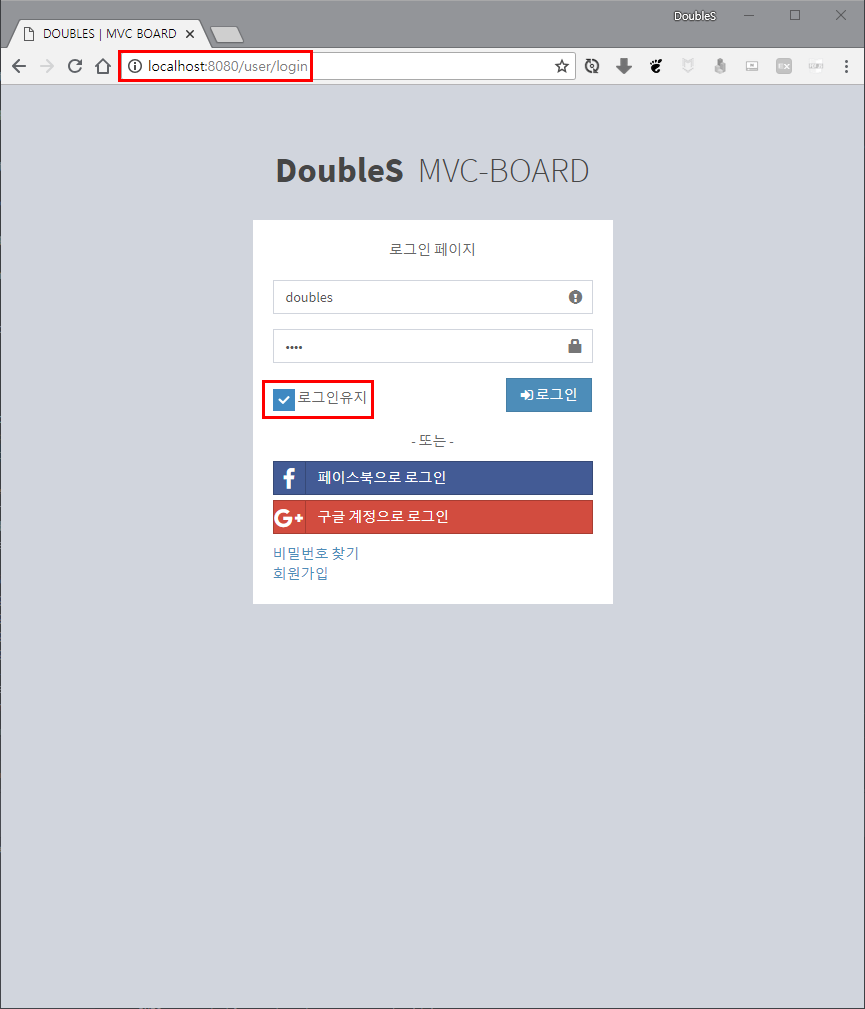 DoubleS
DOUBLES | MVC BOARD
localhost:8080/user/login
DoubleS MVC-BOARD
로그인 페이지
doubles
••••
로그인유지
로그인
- 또는 -
페이스북으로 로그인
구글 계정으로 로그인
비밀번호 찾기
회원가입